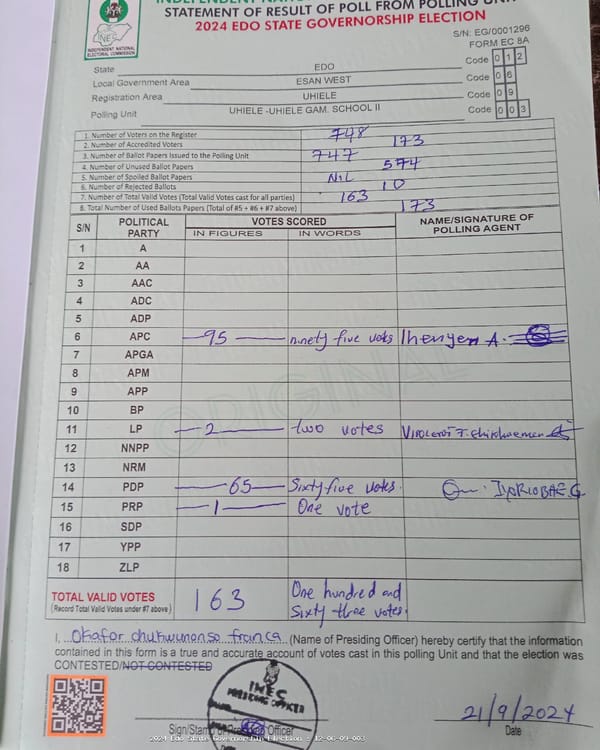 STATEMENT OF RESULT OF POLL FROM POLLING UNIT
2024 EDO STATE GOVERNORSHIP ELECTION
S/N: EG/0001296
FORM EC 8A
INEC
INDEPENDENT NATIONAL
ELECTORAL COMMISSION
State EDO Code 0 1 2
Local Government Area ESAN WEST Code 0 6
Registration Area UHIELE Code 0 9
Polling Unit UHIELE -UHIELE GAM. SCHOOL II Code 0 0 3
1. Number of Voters on the Register 748
2. Number of Accredited Voters 173
3. Number of Ballot Papers Issued to the Polling Unit 747
4. Number of Unused Ballot Papers 574
5. Number of Spoiled Ballot Papers NIL
6. Number of Rejected Ballots 10
7. Number of Total Valid Votes (Total Valid Votes cast for all parties) 163
8. Total Number of Used Ballots Papers (Total of #5 + #6 + #7 above) 173
S/N POLITICAL PARTY VOTES SCORED NAME/SIGNATURE OF POLLING AGENT
IN FIGURES IN WORDS
1 A
2 AA
3 AAC
4 ADC
5 ADP
6 APC 95 ninety five votes Ihenyen A.
7 APGA
8 APM
9 APP
10 BP
11 LP 2 two votes
12 NNPP
13 NRM
14 PDP 65 Sixty five votes.
15 PRP 1 One vote
16 SDP
17 YPP
18 ZLP
ORIGINAL
TOTAL VALID VOTES 163 One hundred and
(Record Total Valid Votes under #7 above) Sixty three votes.
I, Okafor chukwunonso franca (Name of Presiding Officer) hereby certify that the information
contained in this form is a true and accurate account of votes cast in this polling Unit and that the election was
CONTESTED/NOT CONTESTED
INEC
PRESIDING OFFICER
21/9/2024
Sign/Stamp of Presiding Officer Date
2024 Edo State Governorship Election - 12-06-09-003